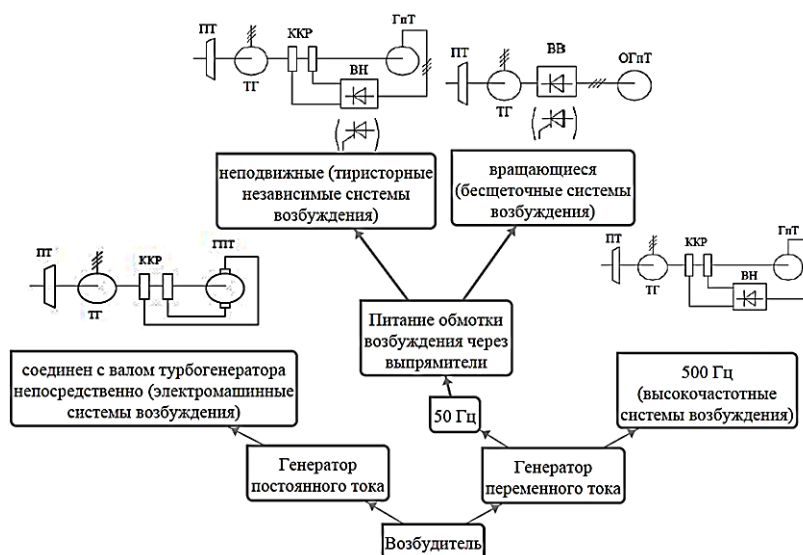 ККР
ГпТ
ПТ
ТГ
ВН
ПТ
ВВ
ОГпТ
ТГ
неподвижные (тиристорные
независимые системы
возбуждения)
вращающиеся
(бесщеточные системы
возбуждения)
ПТ
ККР
ГПТ
ТГ
ПТ
ККР
ГпТ
ТГ
ВН
Питание обмотки
возбуждения через
выпрямители
соединен с валом турбогенератора
непосредственно (электромашинные
системы возбуждения)
50 Гц
500 Гц
(высокочастотные
системы возбуждения)
Генератор
постоянного тока
Генератор
переменного тока
Возбудитель